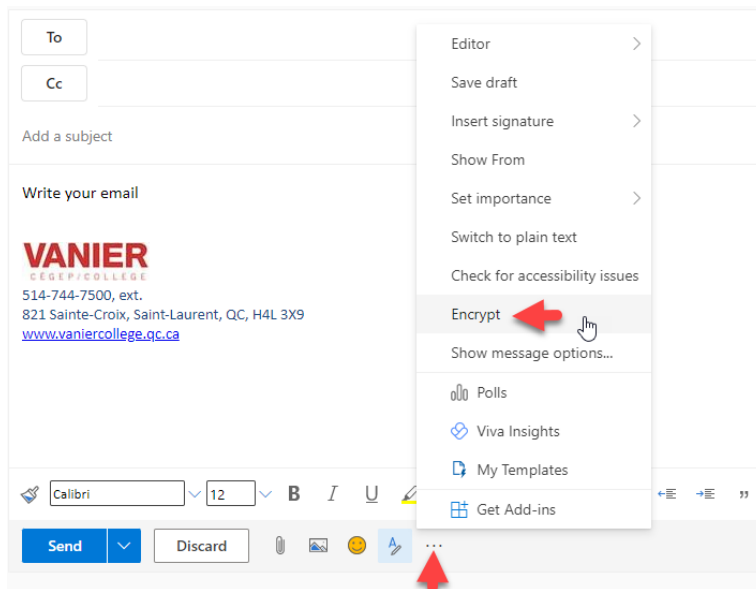 To
Cc
Add a subject
Write your email
VANIER
CÉGEP/COLLEGE
514-744-7500, ext.
821 Sainte-Croix, Saint-Laurent, QC, H4L 3X9
www.vaniercollege.qc.ca
Editor
Save draft
Insert signature
Show From
Set importance
Switch to plain text
Check for accessibility issues
Encrypt
Show message options...
Polls
Viva Insights
My Templates
Get Add-ins
Calibri 12 B I U
Send Discard